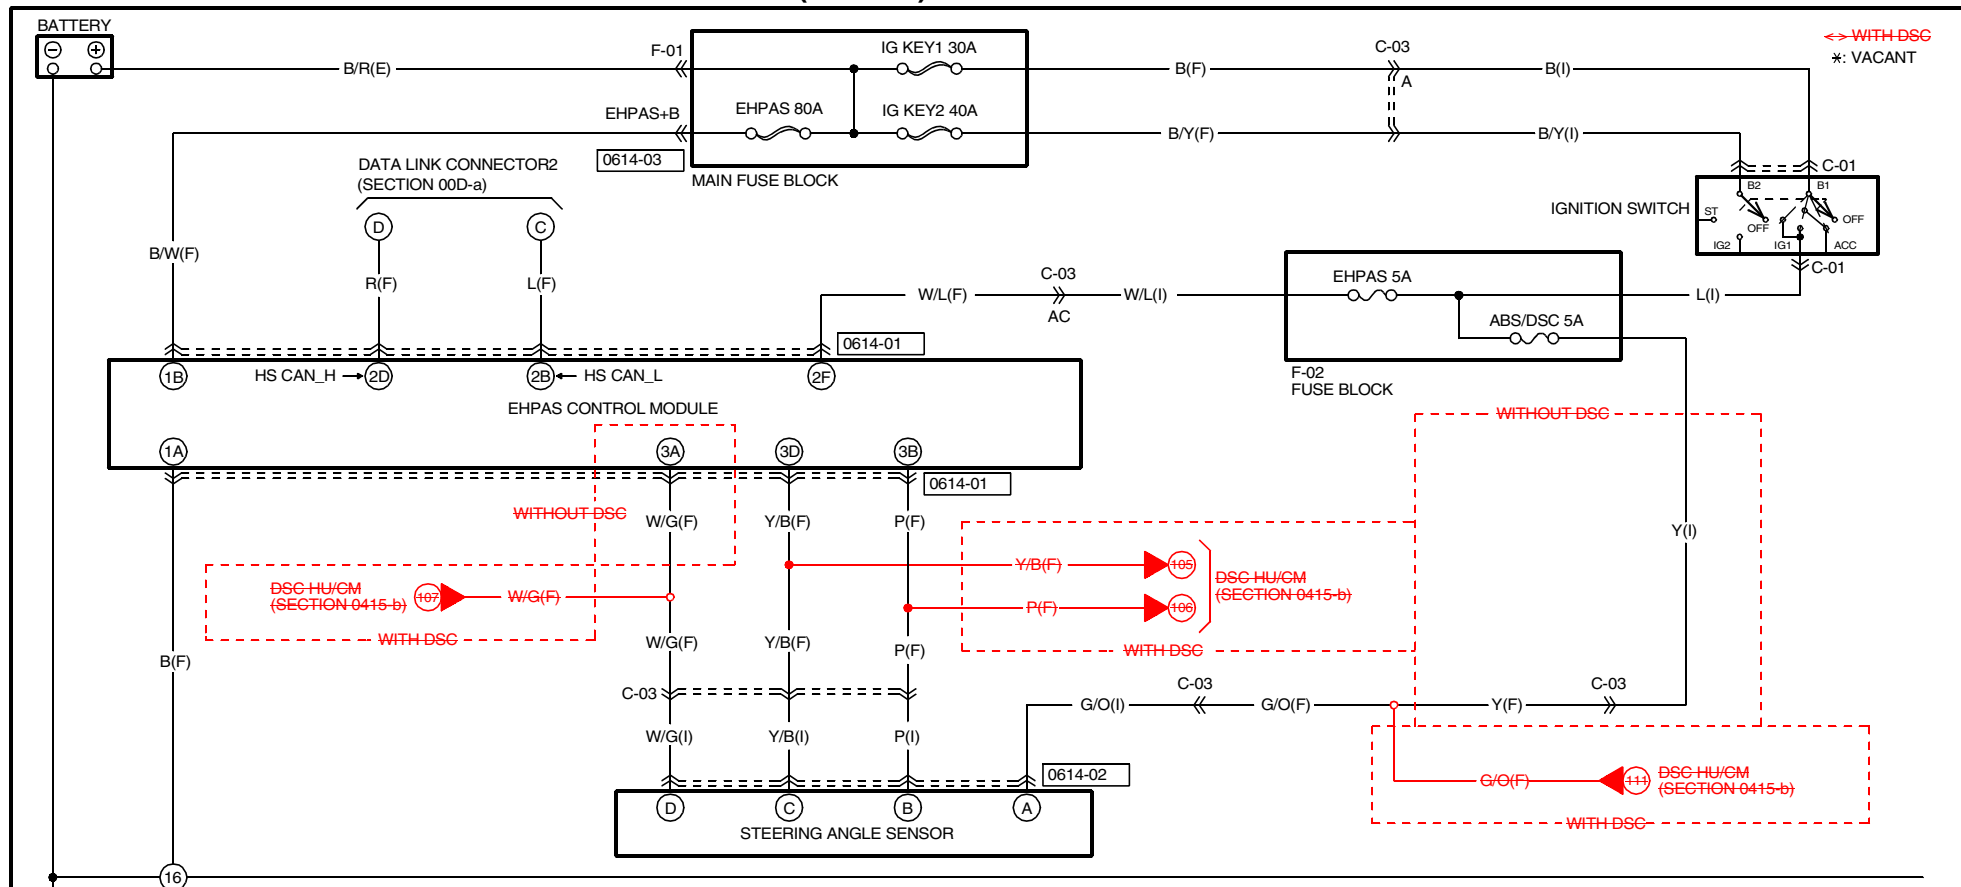 BATTERY
B/R(E)
F-01
IG KEY1 30A
B(F)
C-03
A
B(I)
<-> WITH DSC
*: VACANT
EHPAS+B
EHPAS 80A
IG KEY2 40A
B/Y(F)
B/Y(I)
0614-03
MAIN FUSE BLOCK
DATA LINK CONNECTOR2
(SECTION 00D-a)
D
C
C-01
B2
B1
IGNITION SWITCH
ST
OFF
OFF
IG2
IG1
ACC
C-01
B/W(F)
R(F)
L(F)
W/L(F)
C-03
AC
W/L(I)
EHPAS 5A
L(I)
ABS/DSC 5A
F-02
FUSE BLOCK
0614-01
1B
HS CAN_H
2D
2B
HS CAN_L
2F
EHPAS CONTROL MODULE
1A
3A
3D
3B
0614-01
WITHOUT DSC
WITHOUT DSC
W/G(F)
Y/B(F)
P(F)
Y(I)
DSC HU/CM
(SECTION 0415-b)
107
W/G(F)
WITH DSC
Y/B(F)
105
P(F)
106
DSC HU/CM
(SECTION 0415-b)
WITH DSC
B(F)
W/G(F)
Y/B(F)
P(F)
C-03
W/G(I)
Y/B(I)
P(I)
G/O(I)
C-03
G/O(F)
Y(F)
C-03
0614-02
G/O(F)
111
DSC HU/CM
(SECTION 0415-b)
WITH DSC
D
C
B
A
STEERING ANGLE SENSOR
16